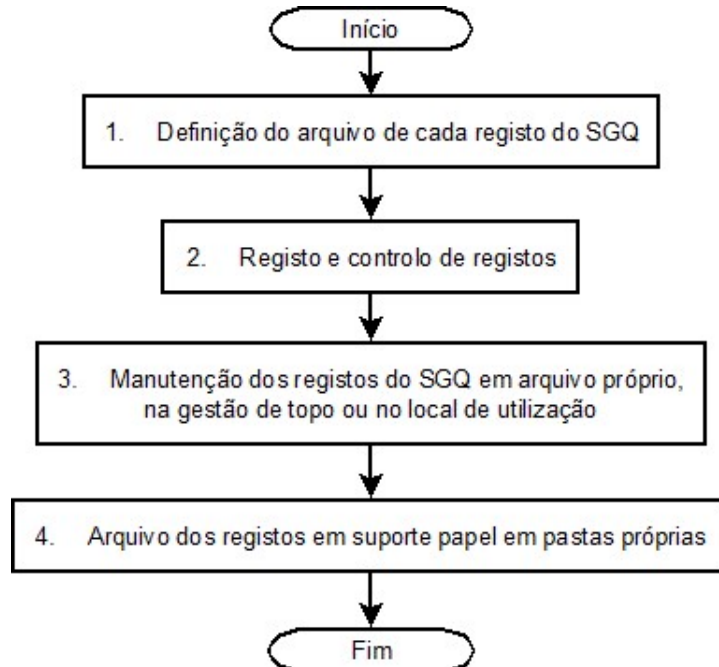 Início
1. Definição do arquivo de cada registo do SGQ
2. Registo e controlo de registos
3. Manutenção dos registos do SGQ em arquivo próprio,
na gestão de topo ou no local de utilização
4. Arquivo dos registos em suporte papel em pastas próprias
Fim